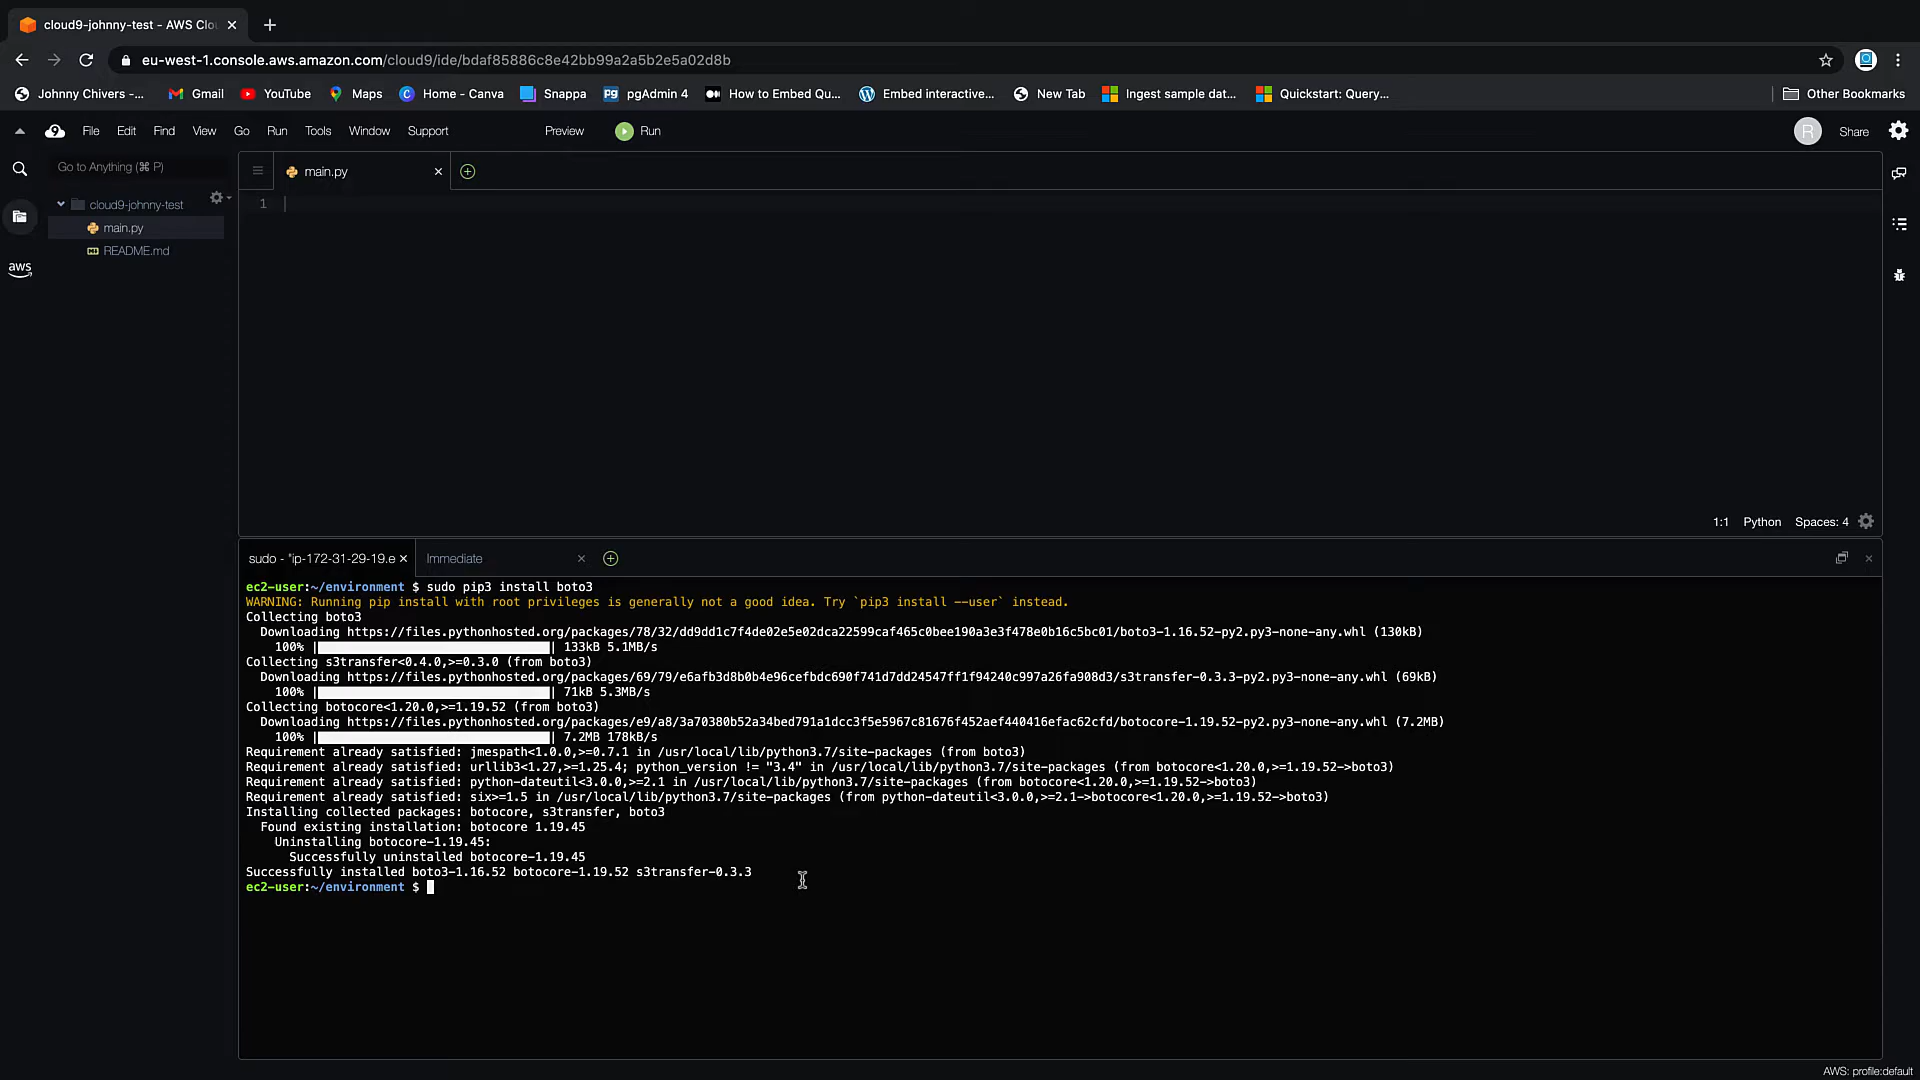 cloud9-johnny-test - AWS Clo
eu-west-1.console.aws.amazon.com/cloud9/ide/bdaf85886c8e42bb99a2a5b2e5a02d8b
Johnny Chivers -... Gmail YouTube Maps Home - Canva Snappa pgAdmin 4 How to Embed Qu... Embed interactive... New Tab Ingest sample dat... Quickstart: Query... Other Bookmarks
9 File Edit Find View Go Run Tools Window Support Preview Run R Share
Go to Anything (⌘ P)
main.py
cloud9-johnny-test
1
main.py
README.md
aws
1:1 Python Spaces: 4
sudo - "ip-172-31-29-19.e Immediate
ec2-user:~/environment $ sudo pip3 install boto3
WARNING: Running pip install with root privileges is generally not a good idea. Try `pip3 install --user` instead.
Collecting boto3
Downloading https://files.pythonhosted.org/packages/78/32/dd9dd1c7f4de02e5e02dca22599caf465c0bee190a3e3f478e0b16c5bc01/boto3-1.16.52-py2.py3-none-any.whl (130kB)
100% |████████████████████████████████| 133kB 5.1MB/s
Collecting s3transfer<0.4.0,>=0.3.0 (from boto3)
Downloading https://files.pythonhosted.org/packages/69/79/e6afb3d8b0b4e96cefbdc690f741d7dd24547ff1f94240c997a26fa908d3/s3transfer-0.3.3-py2.py3-none-any.whl (69kB)
100% |████████████████████████████████| 71kB 5.3MB/s
Collecting botocore<1.20.0,>=1.19.52 (from boto3)
Downloading https://files.pythonhosted.org/packages/e9/a8/3a70380b52a34bed791a1dcc3f5e5967c81676f452aef440416efac62cfd/botocore-1.19.52-py2.py3-none-any.whl (7.2MB)
100% |████████████████████████████████| 7.2MB 178kB/s
Requirement already satisfied: jmespath<1.0.0,>=0.7.1 in /usr/local/lib/python3.7/site-packages (from boto3)
Requirement already satisfied: urllib3<1.27,>=1.25.4; python_version != "3.4" in /usr/local/lib/python3.7/site-packages (from botocore<1.20.0,>=1.19.52->boto3)
Requirement already satisfied: python-dateutil<3.0.0,>=2.1 in /usr/local/lib/python3.7/site-packages (from botocore<1.20.0,>=1.19.52->boto3)
Requirement already satisfied: six>=1.5 in /usr/local/lib/python3.7/site-packages (from python-dateutil<3.0.0,>=2.1->botocore<1.20.0,>=1.19.52->boto3)
Installing collected packages: botocore, s3transfer, boto3
Found existing installation: botocore 1.19.45
Uninstalling botocore-1.19.45:
Successfully uninstalled botocore-1.19.45
Successfully installed boto3-1.16.52 botocore-1.19.52 s3transfer-0.3.3
ec2-user:~/environment $
AWS: profile:default